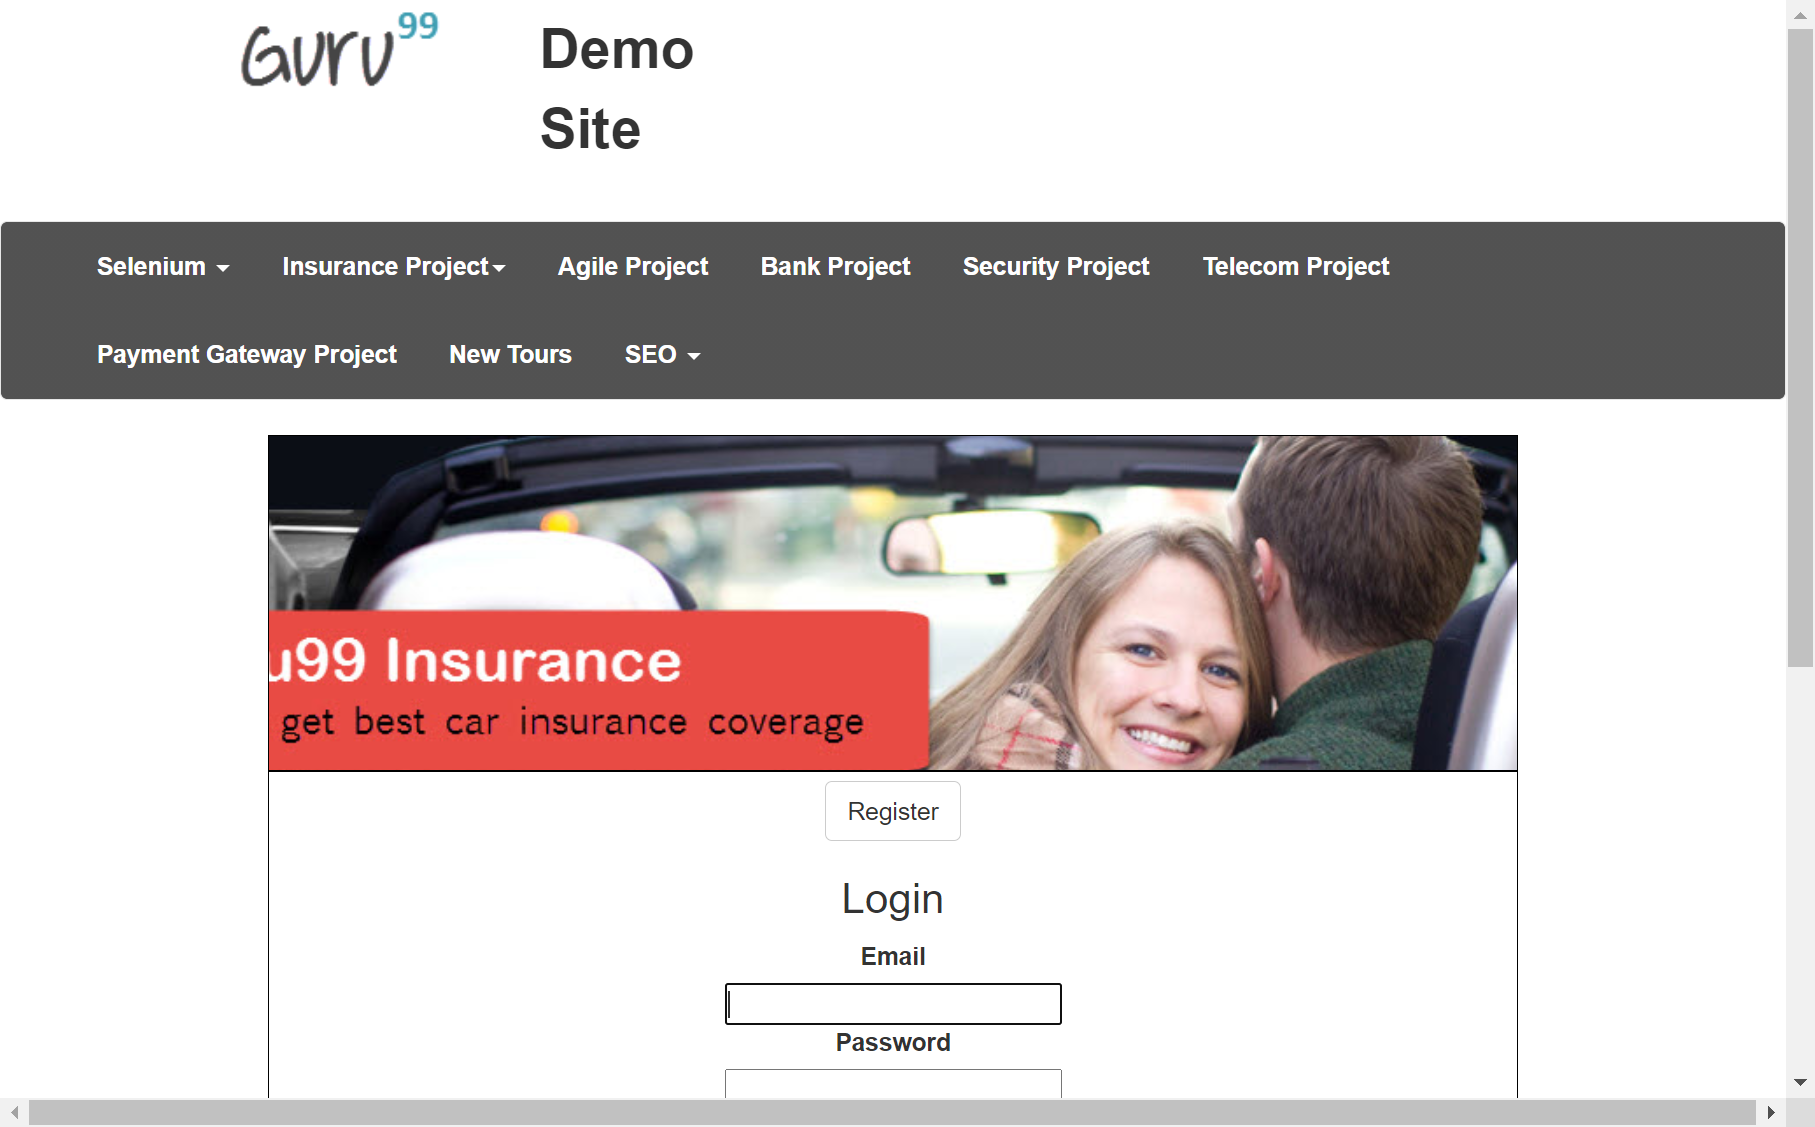 Guru99
Demo
Site
Selenium
Insurance Project
Agile Project
Bank Project
Security Project
Telecom Project
Payment Gateway Project
New Tours
SEO
u99 Insurance
get best car insurance coverage
Register
Login
Email
Password